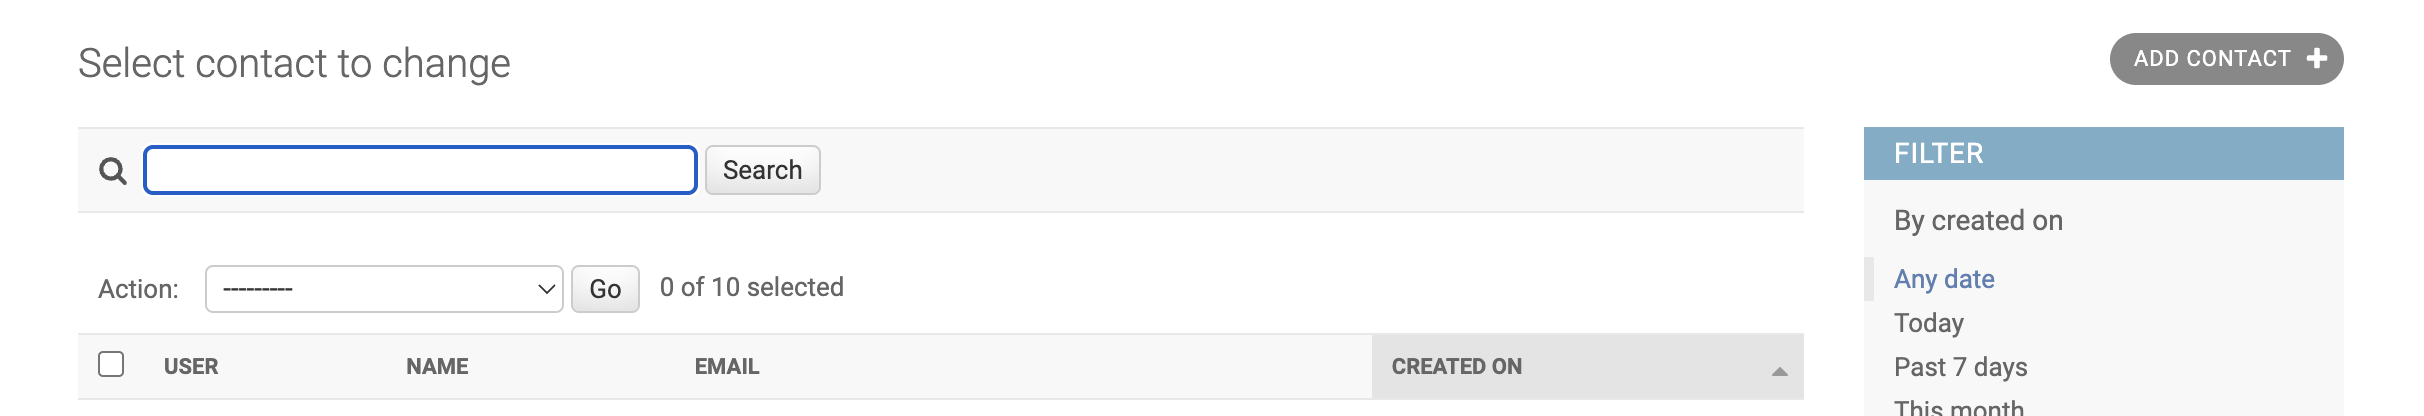 Select contact to change
ADD CONTACT
Search
Action: --------- Go 0 of 10 selected
USER NAME EMAIL CREATED ON
FILTER
By created on
Any date
Today
Past 7 days
This month